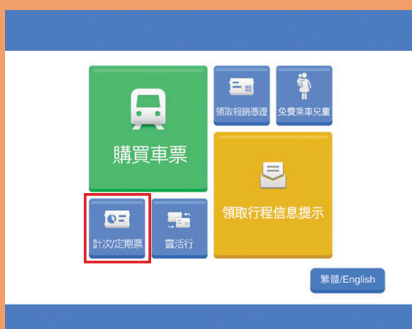 購買車票
領取報銷憑證
免費乘車兒童
領取行程信息提示
計次/定期票
靈活行
繁體/English